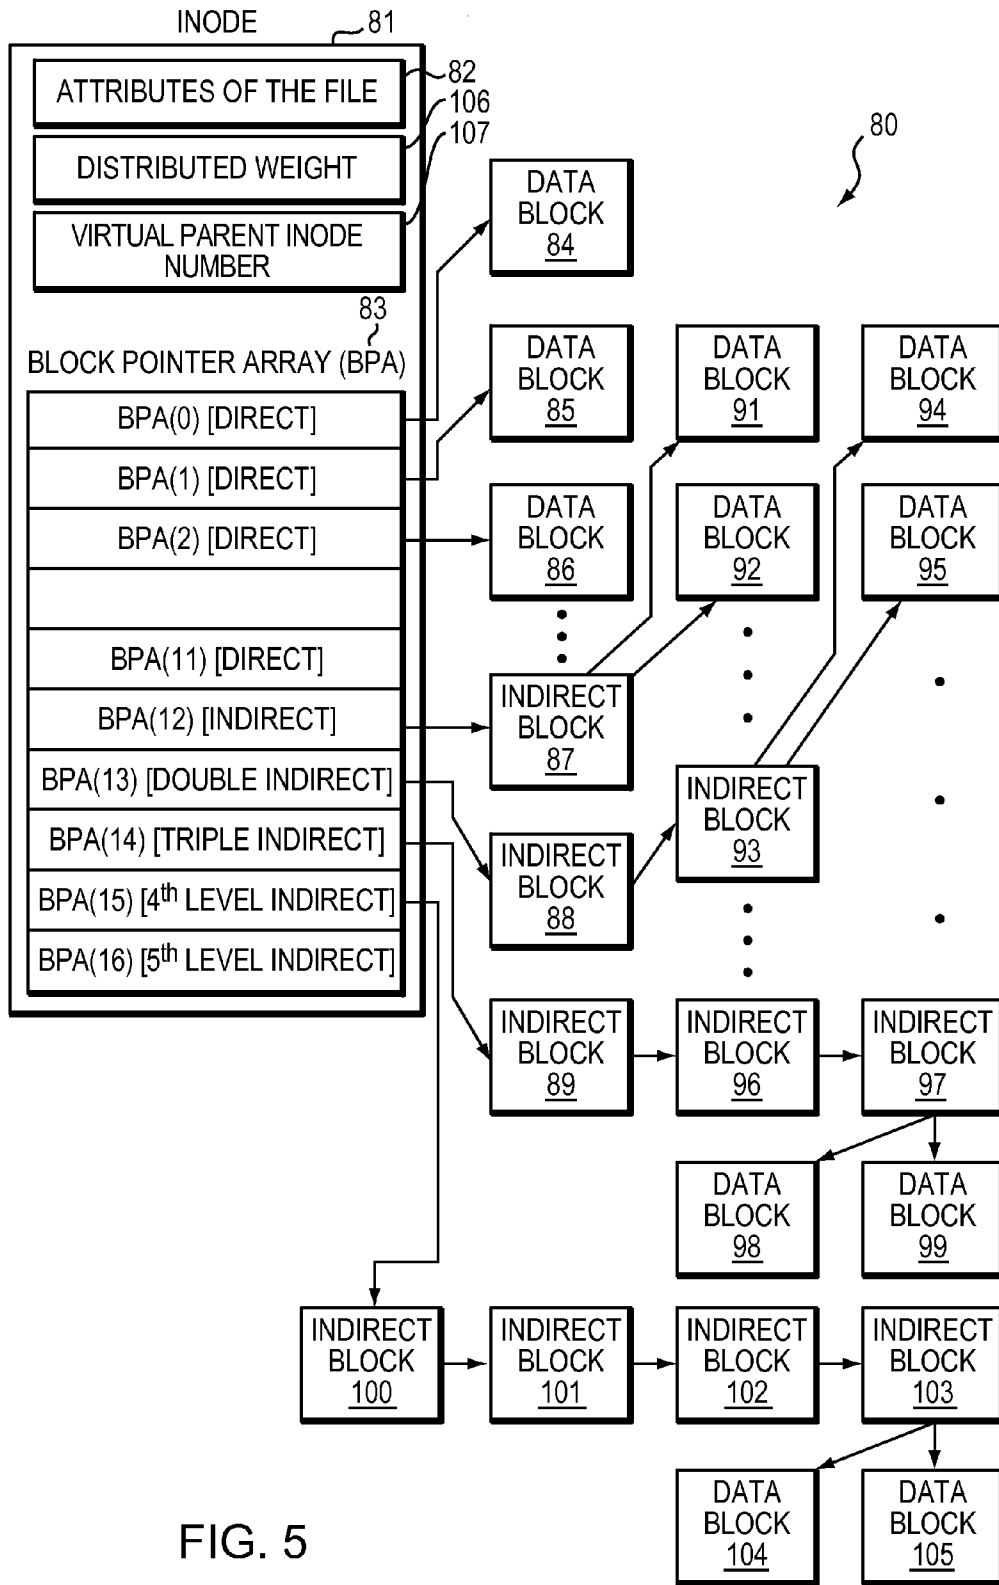 INODE
81
ATTRIBUTES OF THE FILE
82
106
107
DISTRIBUTED WEIGHT
VIRTUAL PARENT INODE
NUMBER
83
BLOCK POINTER ARRAY (BPA)
BPA(0) [DIRECT]
BPA(1) [DIRECT]
BPA(2) [DIRECT]
BPA(11) [DIRECT]
BPA(12) [INDIRECT]
BPA(13) [DOUBLE INDIRECT]
BPA(14) [TRIPLE INDIRECT]
BPA(15) [4th LEVEL INDIRECT]
BPA(16) [5th LEVEL INDIRECT]
80
DATA
BLOCK
84
DATA
BLOCK
85
DATA
BLOCK
91
DATA
BLOCK
94
DATA
BLOCK
86
DATA
BLOCK
92
DATA
BLOCK
95
INDIRECT
BLOCK
87
INDIRECT
BLOCK
93
INDIRECT
BLOCK
88
INDIRECT
BLOCK
89
INDIRECT
BLOCK
96
INDIRECT
BLOCK
97
DATA
BLOCK
98
DATA
BLOCK
99
INDIRECT
BLOCK
100
INDIRECT
BLOCK
101
INDIRECT
BLOCK
102
INDIRECT
BLOCK
103
DATA
BLOCK
104
DATA
BLOCK
105
FIG. 5